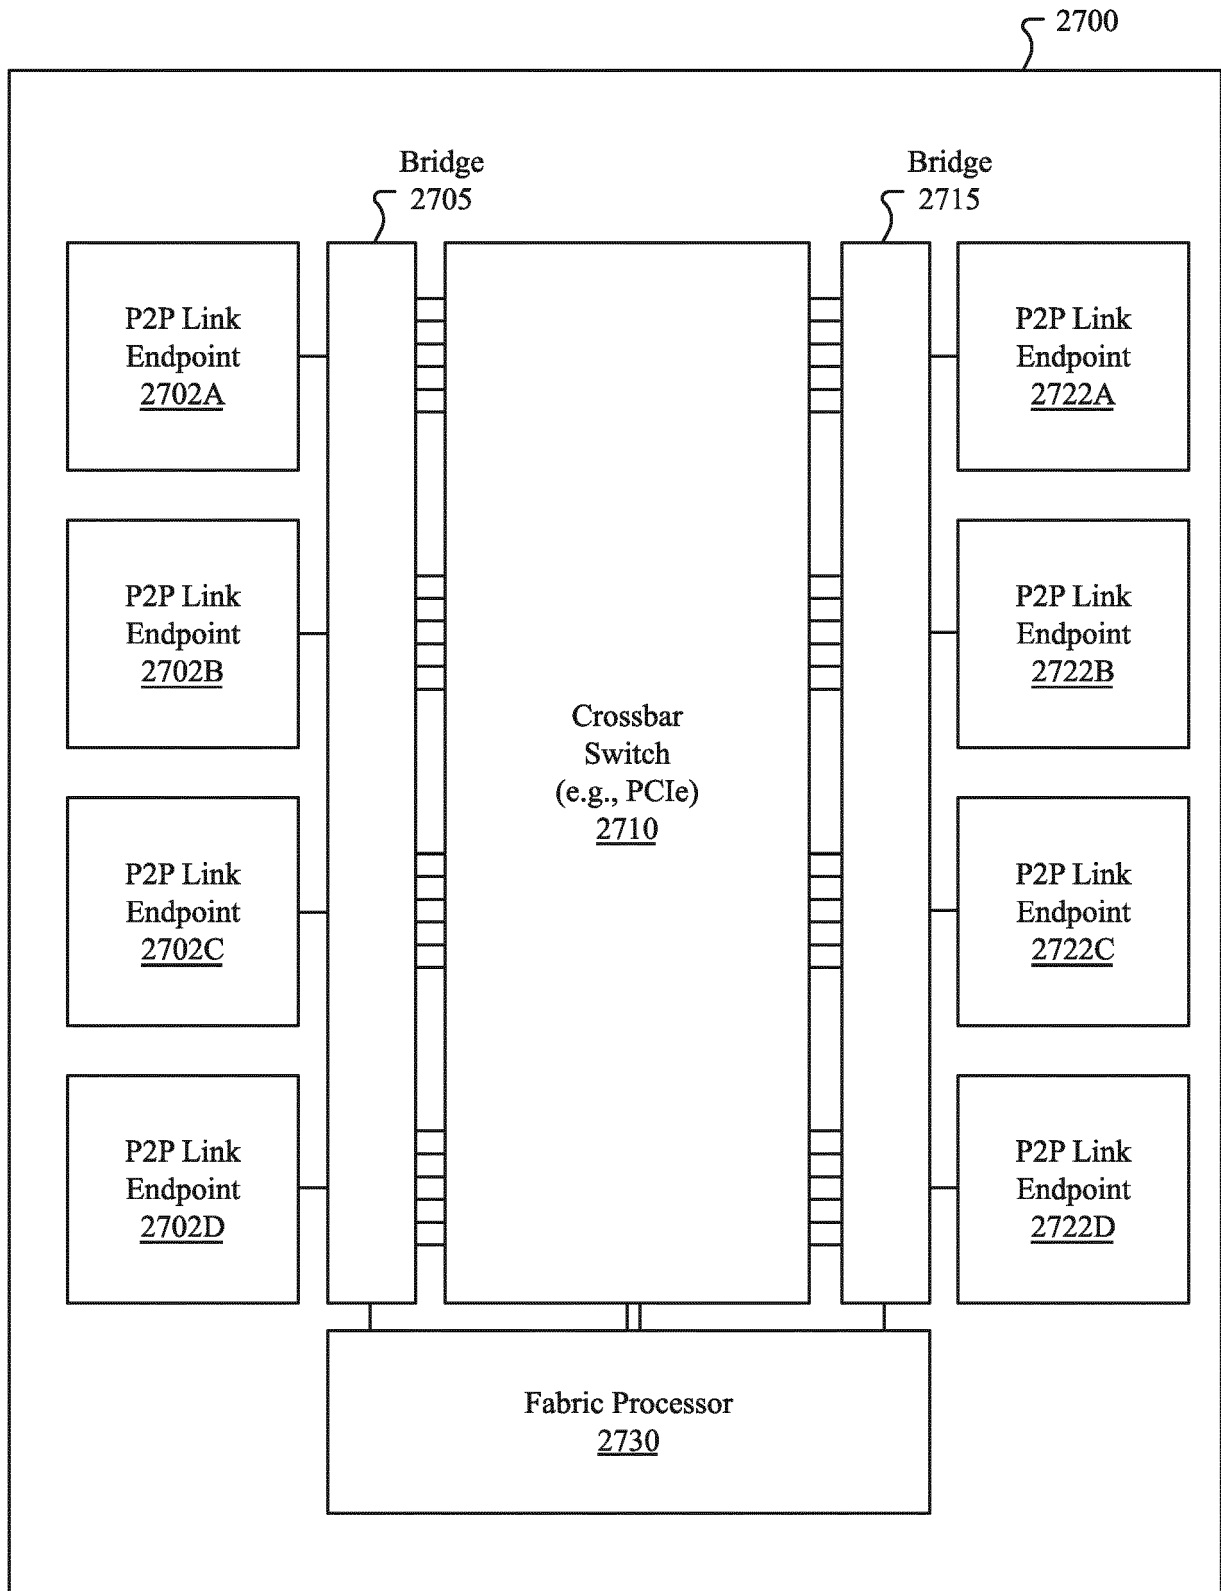 2700
Bridge
2705
Bridge
2715
P2P Link
Endpoint
2702A
P2P Link
Endpoint
2722A
P2P Link
Endpoint
2702B
P2P Link
Endpoint
2722B
Crossbar
Switch
(e.g., PCIe)
2710
P2P Link
Endpoint
2702C
P2P Link
Endpoint
2722C
P2P Link
Endpoint
2702D
P2P Link
Endpoint
2722D
Fabric Processor
2730